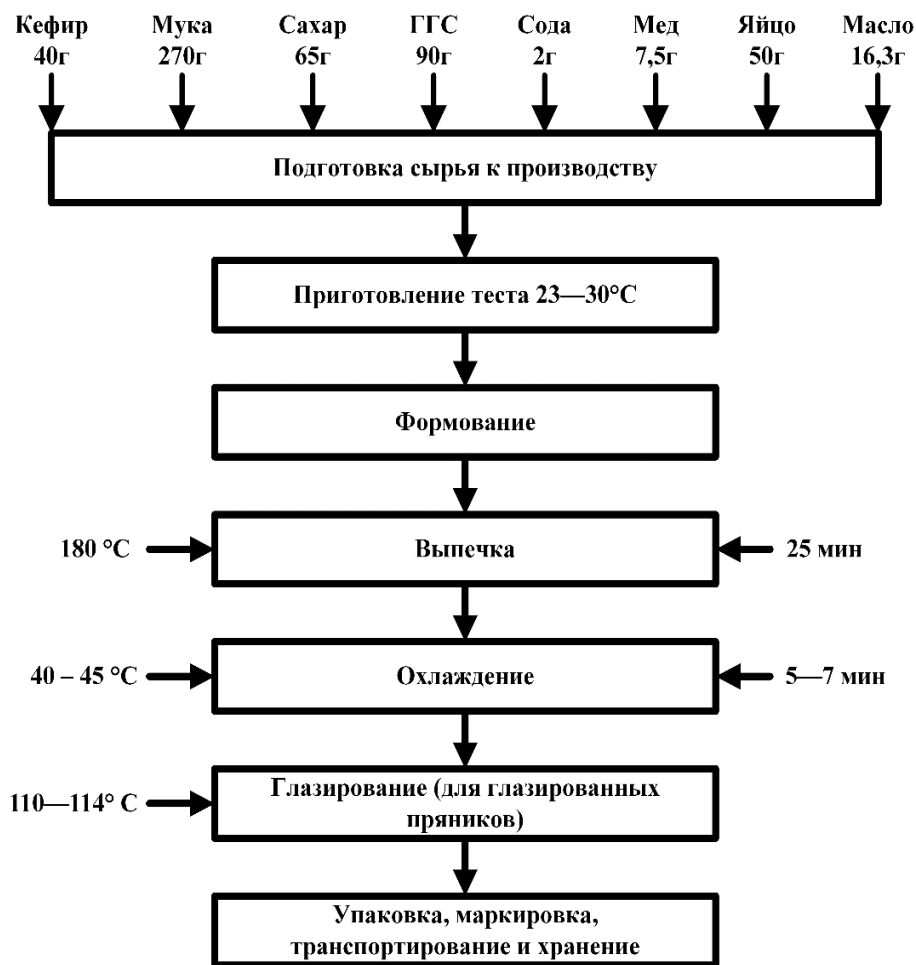 Кефир Мука Сахар ГГС Сода Мед Яйцо Масло
40г 270г 65г 90г 2г 7,5г 50г 16,3г
Подготовка сырья к производству
Приготовление теста 23—30°С
Формование
180 °С Выпечка 25 мин
40 – 45 °С Охлаждение 5—7 мин
110—114° С Глазирование (для глазированных
пряников)
Упаковка, маркировка,
транспортирование и хранение